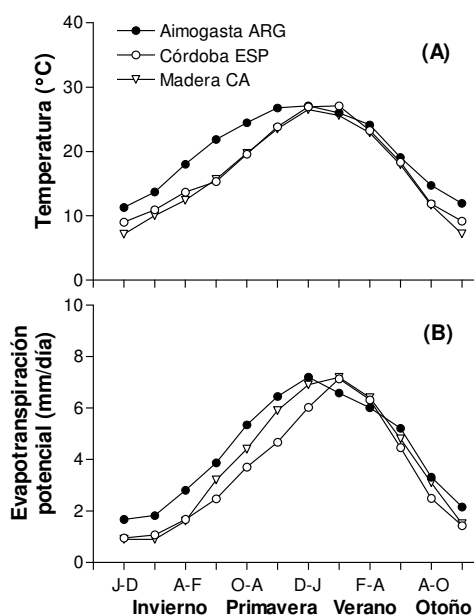 Aimogasta ARG
Córdoba ESP
Madera CA
(A)
Temperatura (°C)
40
30
20
10
0
(B)
Evapotranspiración
potencial (mm/día)
10
8
6
4
2
0
J-D A-F O-A D-J F-A A-O
Invierno Primavera Verano Otoño